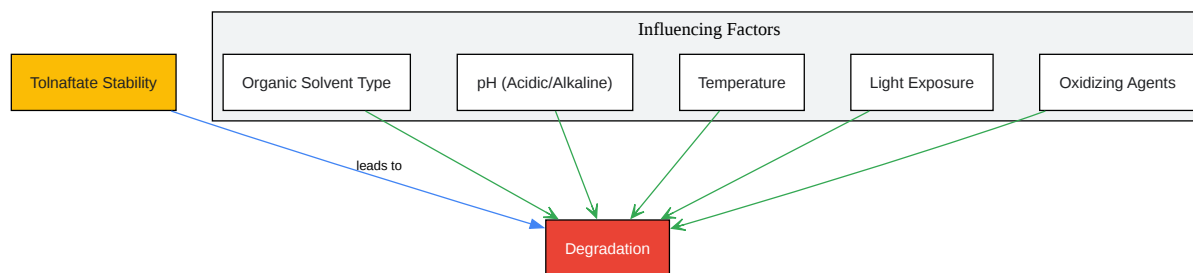 Influencing Factors
Tolnaftate Stability
Organic Solvent Type
pH (Acidic/Alkaline)
Temperature
Light Exposure
Oxidizing Agents
leads to
Degradation